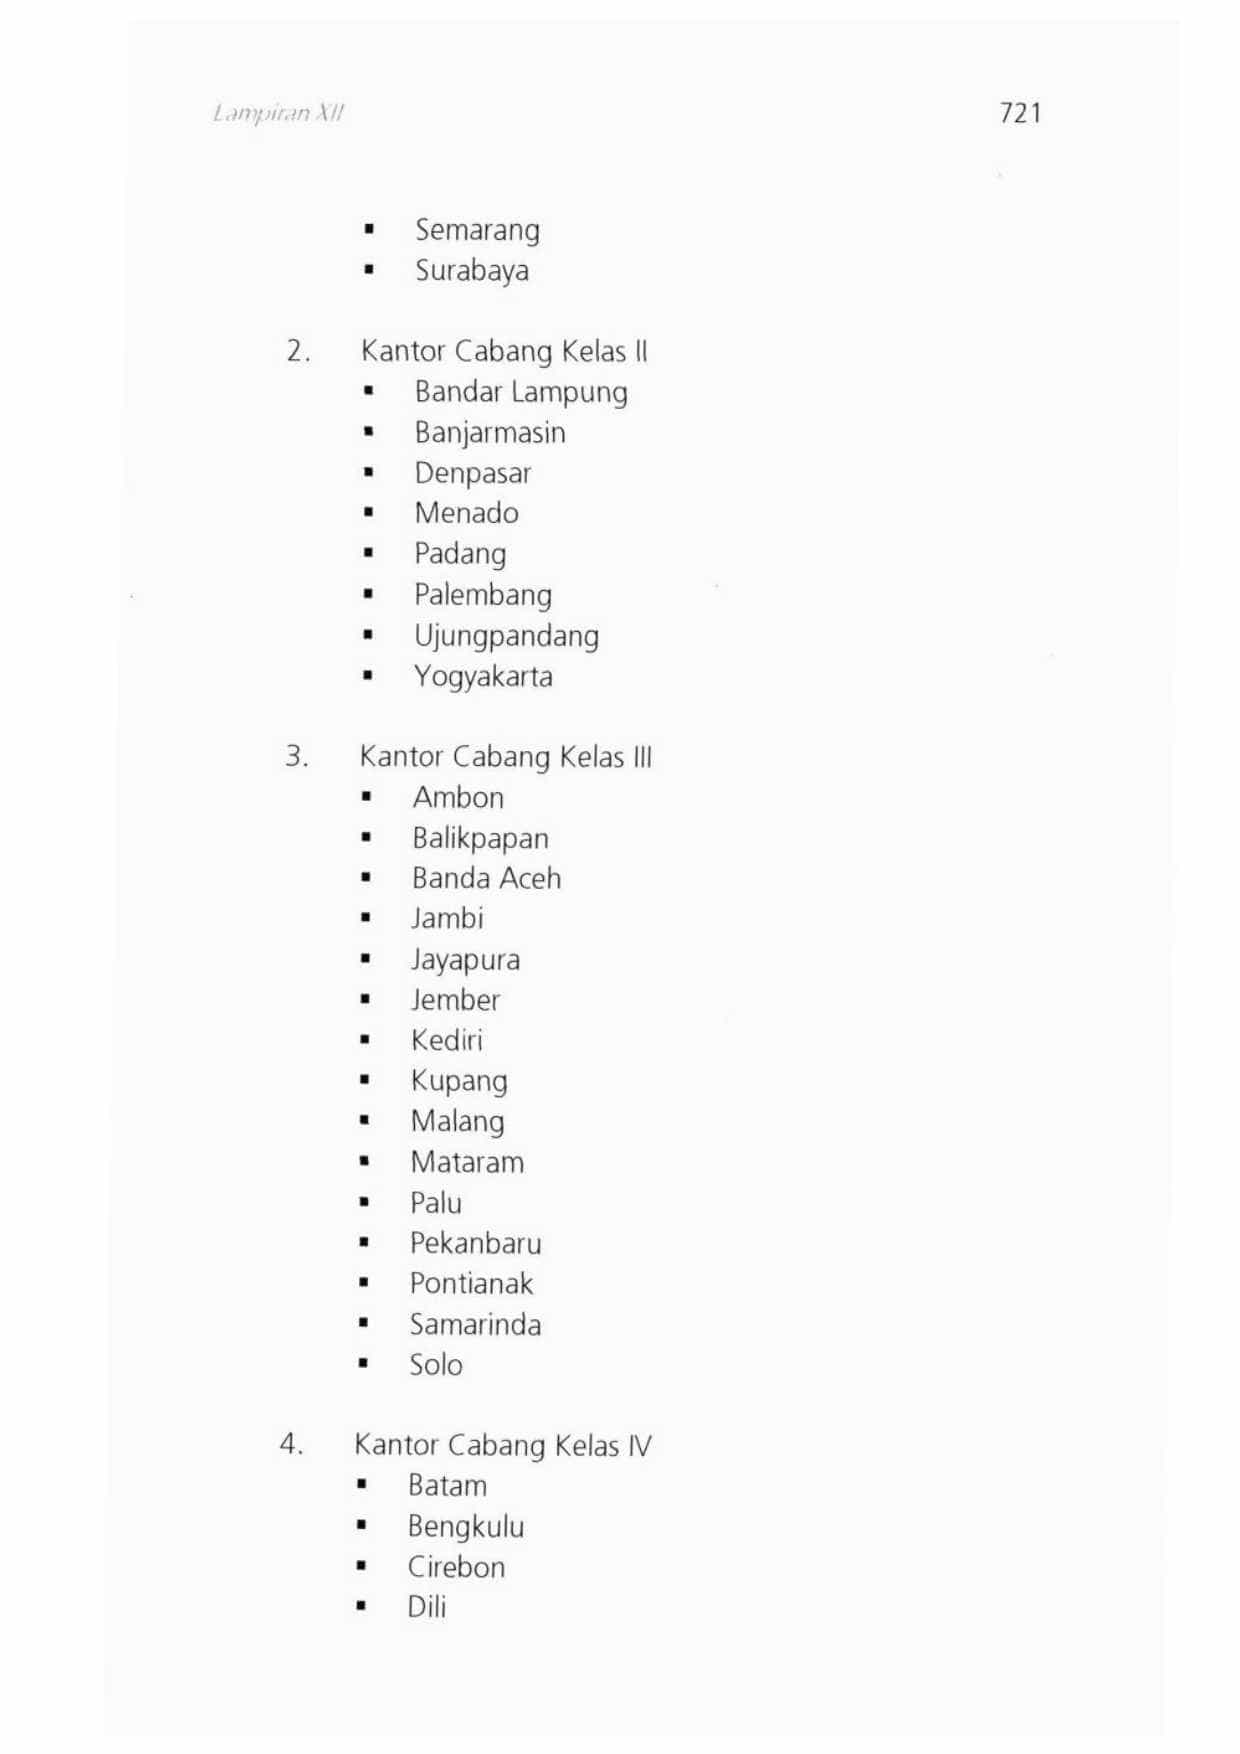 Lampiran XII 721
▪ Semarang
▪ Surabaya
2. Kantor Cabang Kelas II
▪ Bandar Lampung
▪ Banjarmasin
▪ Denpasar
▪ Menado
▪ Padang
▪ Palembang
▪ Ujungpandang
▪ Yogyakarta
3. Kantor Cabang Kelas III
▪ Ambon
▪ Balikpapan
▪ Banda Aceh
▪ Jambi
▪ Jayapura
▪ Jember
▪ Kediri
▪ Kupang
▪ Malang
▪ Mataram
▪ Palu
▪ Pekanbaru
▪ Pontianak
▪ Samarinda
▪ Solo
4. Kantor Cabang Kelas IV
▪ Batam
▪ Bengkulu
▪ Cirebon
▪ Dili